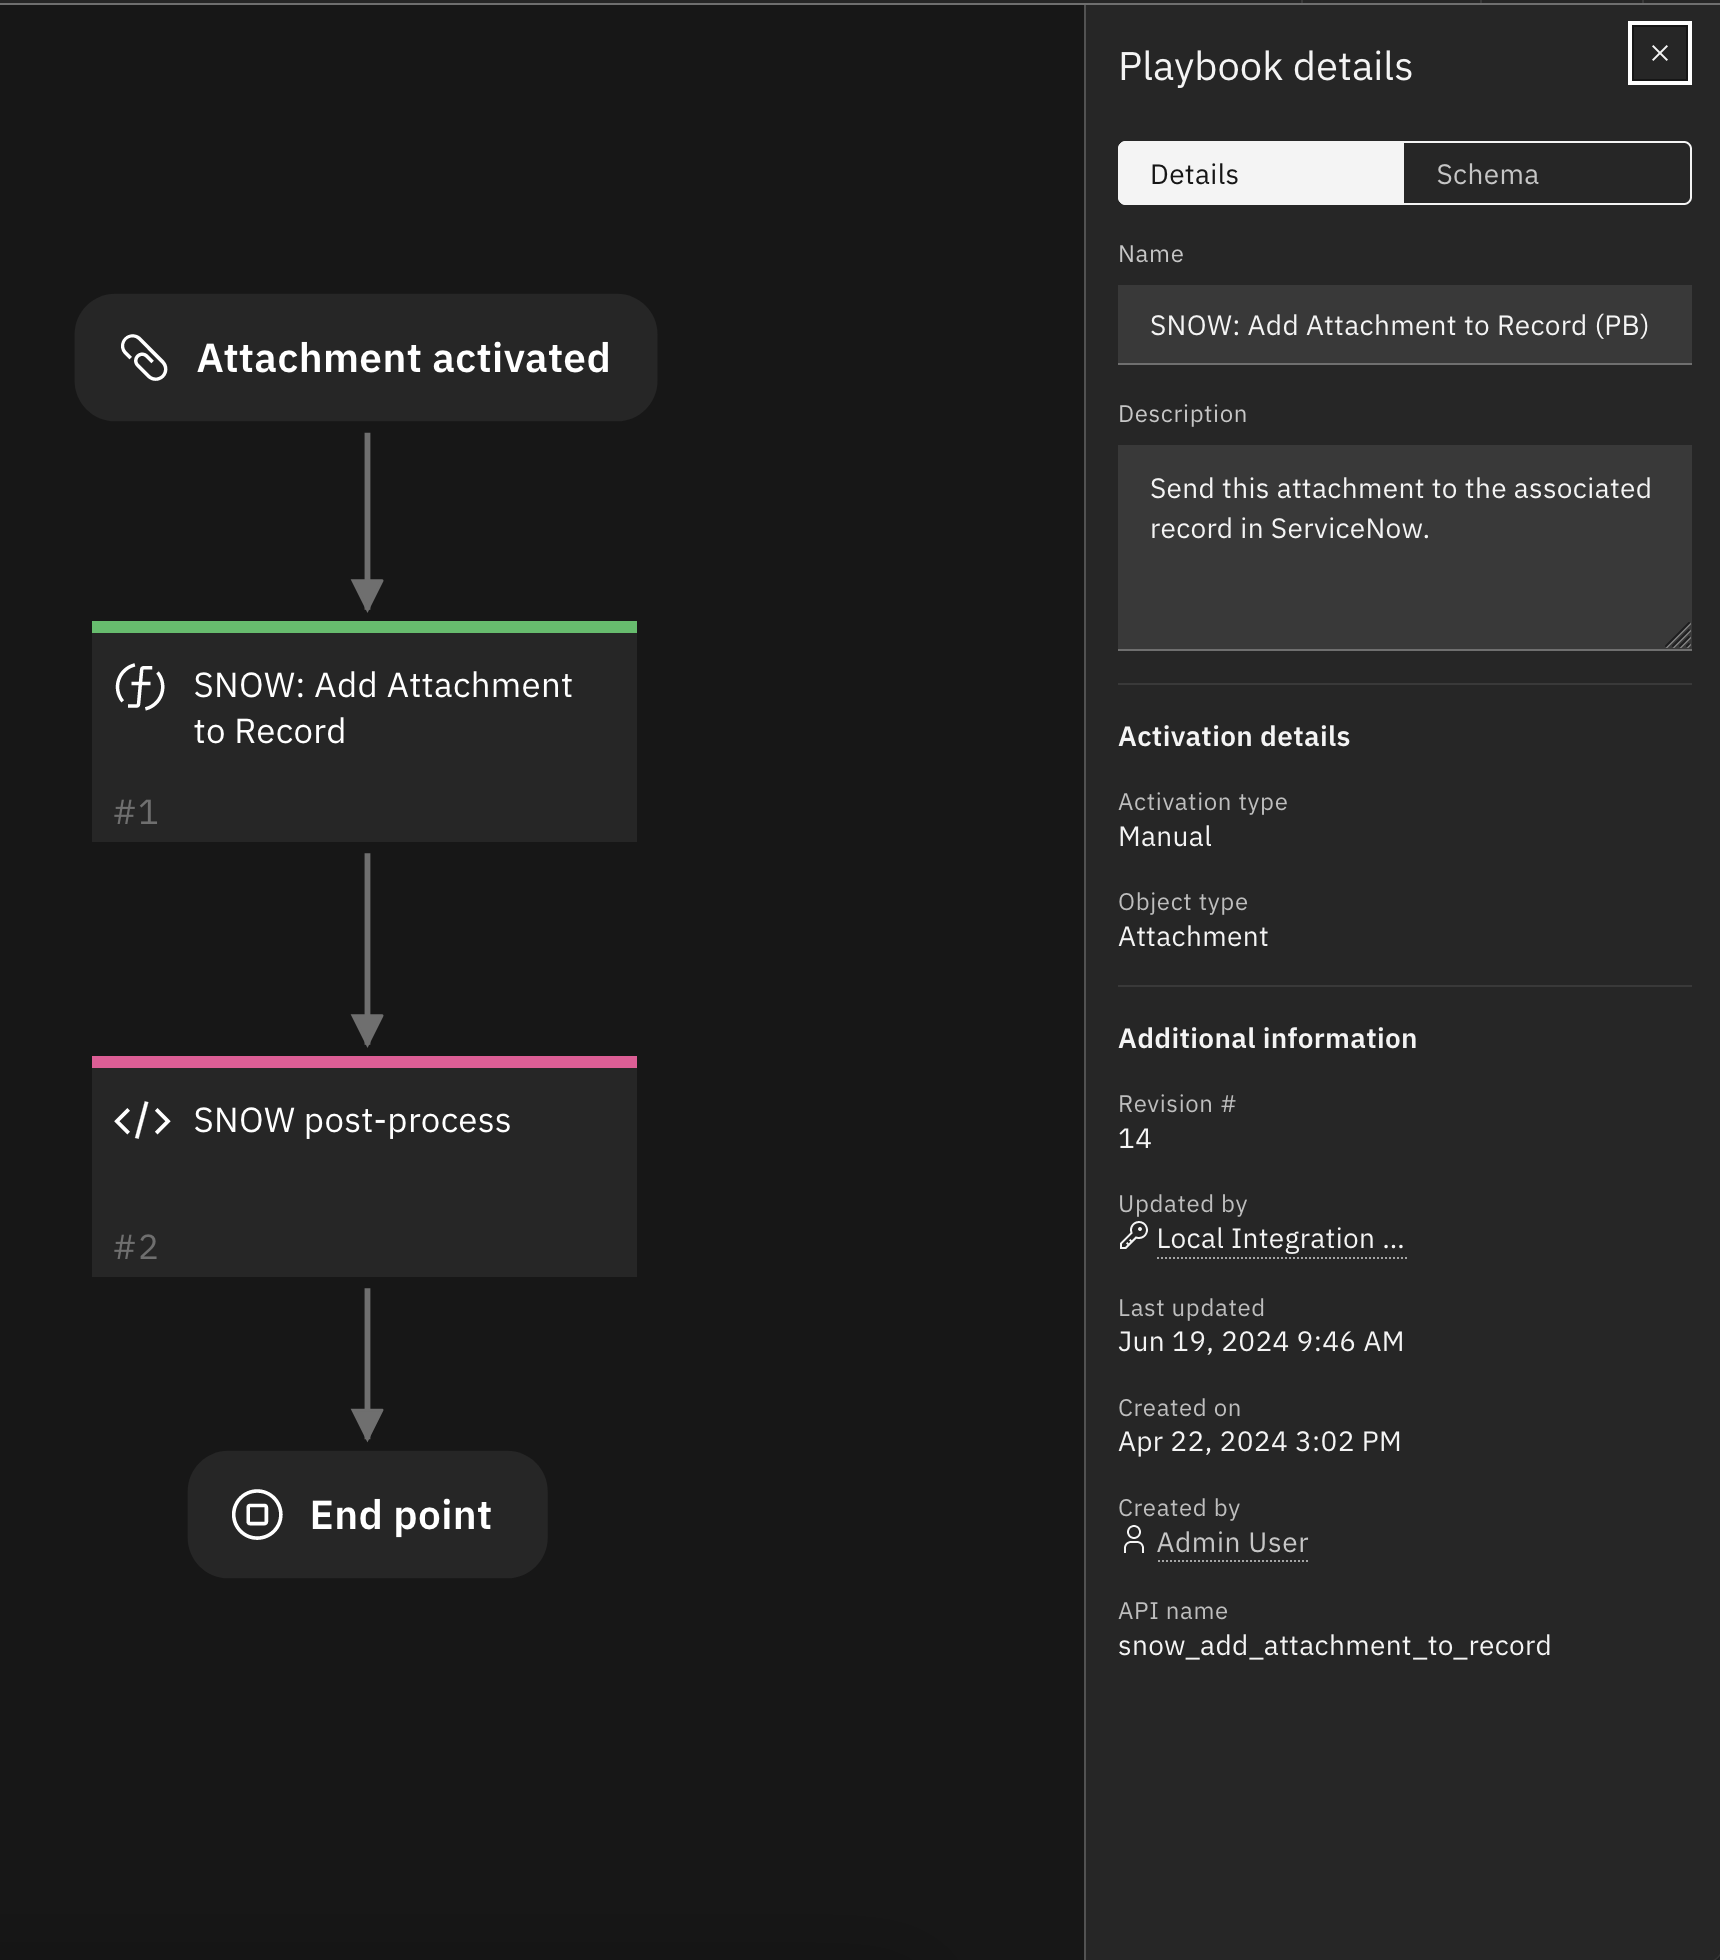 Attachment activated
SNOW: Add Attachment
to Record
#1
SNOW post-process
#2
End point
Playbook details
Details
Schema
Name
SNOW: Add Attachment to Record (PB)
Description
Send this attachment to the associated
record in ServiceNow.
Activation details
Activation type
Manual
Object type
Attachment
Additional information
Revision #
14
Updated by
Local Integration ...
Last updated
Jun 19, 2024 9:46 AM
Created on
Apr 22, 2024 3:02 PM
Created by
Admin User
API name
snow_add_attachment_to_record